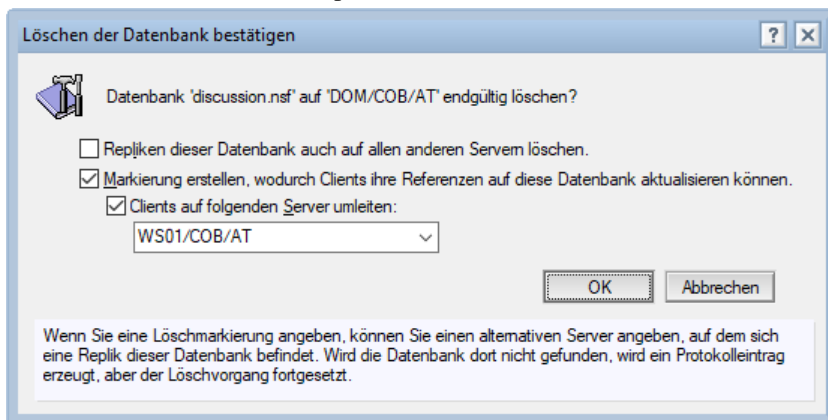 Löschen der Datenbank bestätigen
?
Datenbank 'discussion.nsf' auf 'DOM/COB/AT' endgültig löschen?
Repliken dieser Datenbank auch auf allen anderen Servern löschen.
Markierung erstellen, wodurch Clients ihre Referenzen auf diese Datenbank aktualisieren können.
Clients auf folgenden Server umleiten:
WS01/COB/AT
OK Abbrechen
Wenn Sie eine Löschmarkierung angeben, können Sie einen alternativen Server angeben, auf dem sich
eine Replik dieser Datenbank befindet. Wird die Datenbank dort nicht gefunden, wird ein Protokolleintrag
erzeugt, aber der Löschvorgang fortgesetzt.